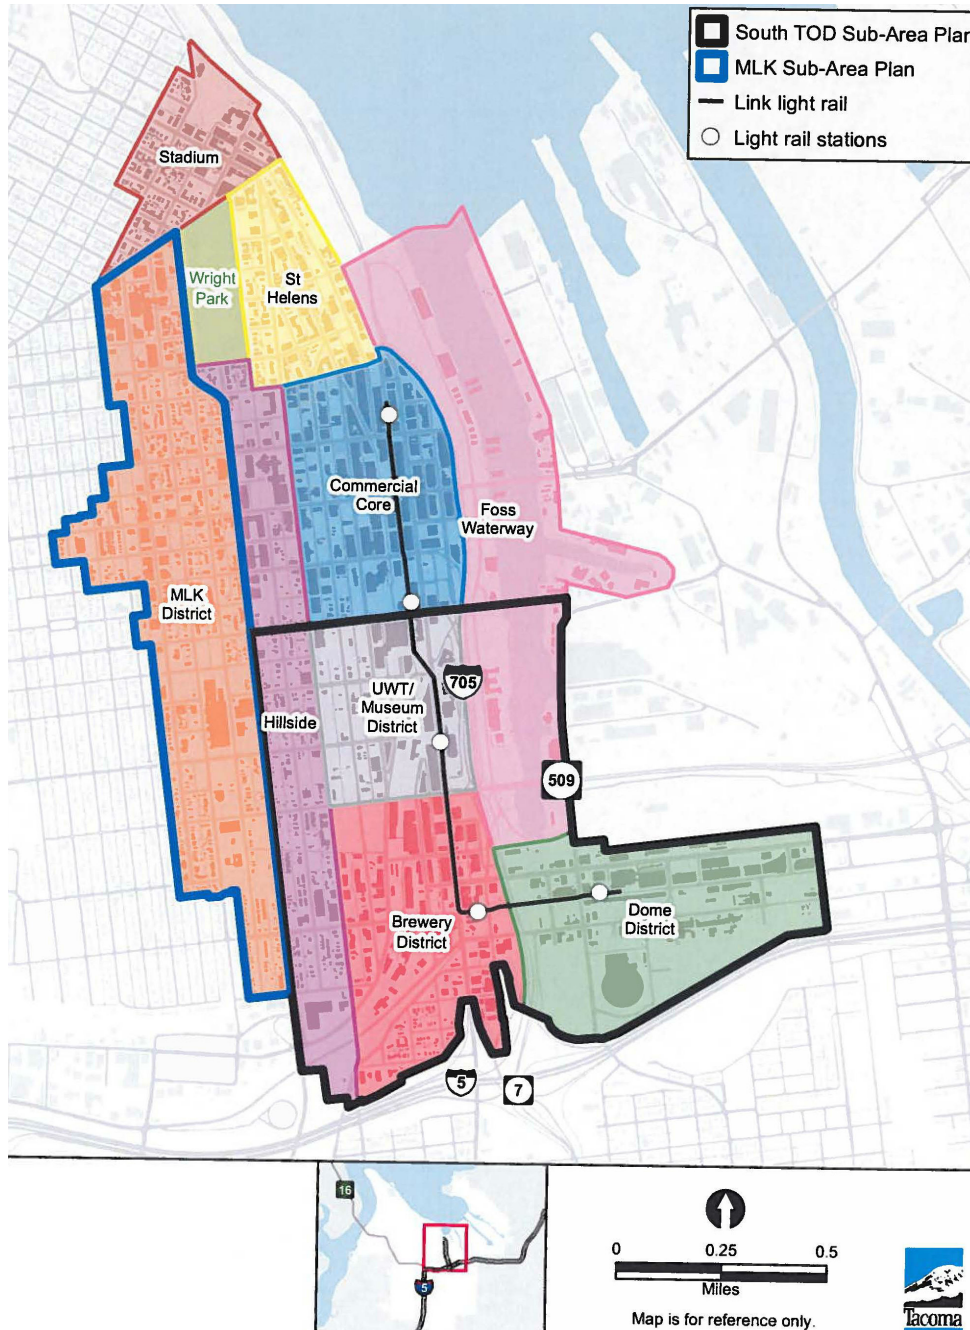 South TOD Sub-Area Plan
MLK Sub-Area Plan
Link light rail
Light rail stations
Stadium
Wright
Park
St
Helens
Commercial
Core
Foss
Waterway
MLK
District
705
UWT/
Museum
District
Hillside
509
Brewery
District
Dome
District
5
7
16
5
0
0.25
0.5
Miles
Map is for reference only.
Tacoma